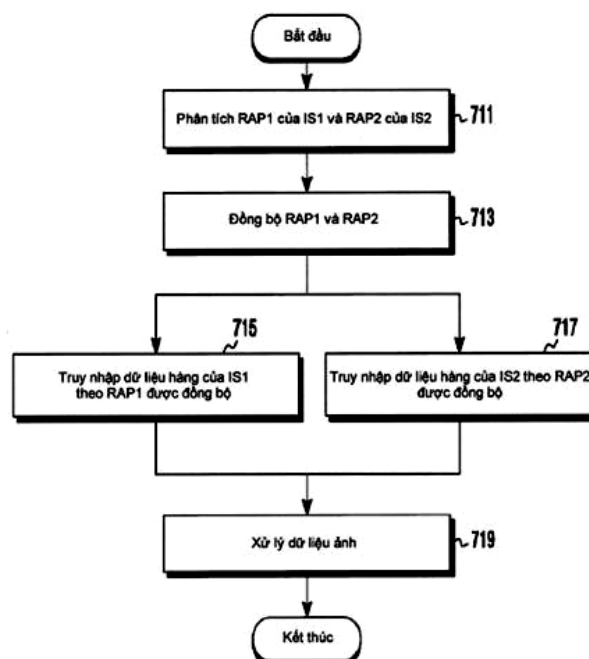 Bắt đầu
Phân tích RAP1 của IS1 và RAP2 của IS2
711
Đồng bộ RAP1 và RAP2
713
715
Truy nhập dữ liệu hàng của IS1
theo RAP1 được đồng bộ
717
Truy nhập dữ liệu hàng của IS2 theo RAP2
được đồng bộ
Xử lý dữ liệu ảnh
719
Kết thúc